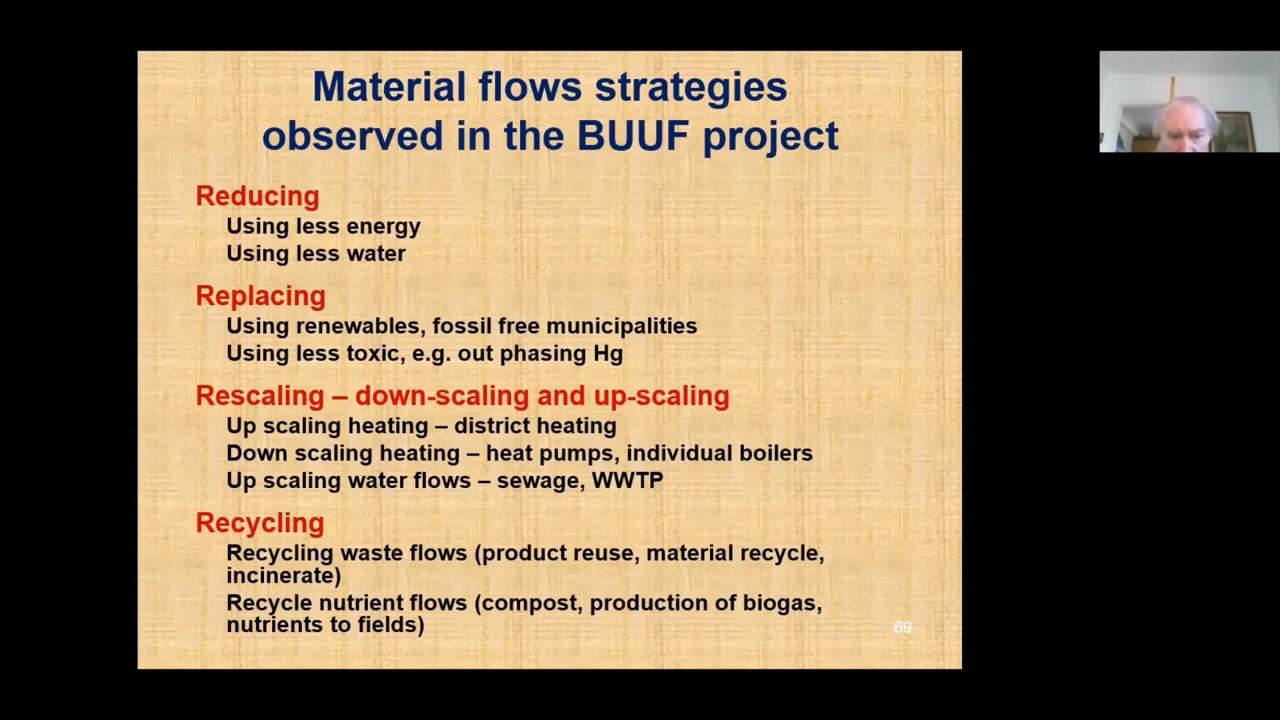 Material flows strategies
observed in the BUUF project
Reducing
Using less energy
Using less water
Replacing
Using renewables, fossil free municipalities
Using less toxic, e.g. out phasing Hg
Rescaling – down-scaling and up-scaling
Up scaling heating – district heating
Down scaling heating – heat pumps, individual boilers
Up scaling water flows – sewage, WWTP
Recycling
Recycling waste flows (product reuse, material recycle,
incinerate)
Recycle nutrient flows (compost, production of biogas,
nutrients to fields)
69